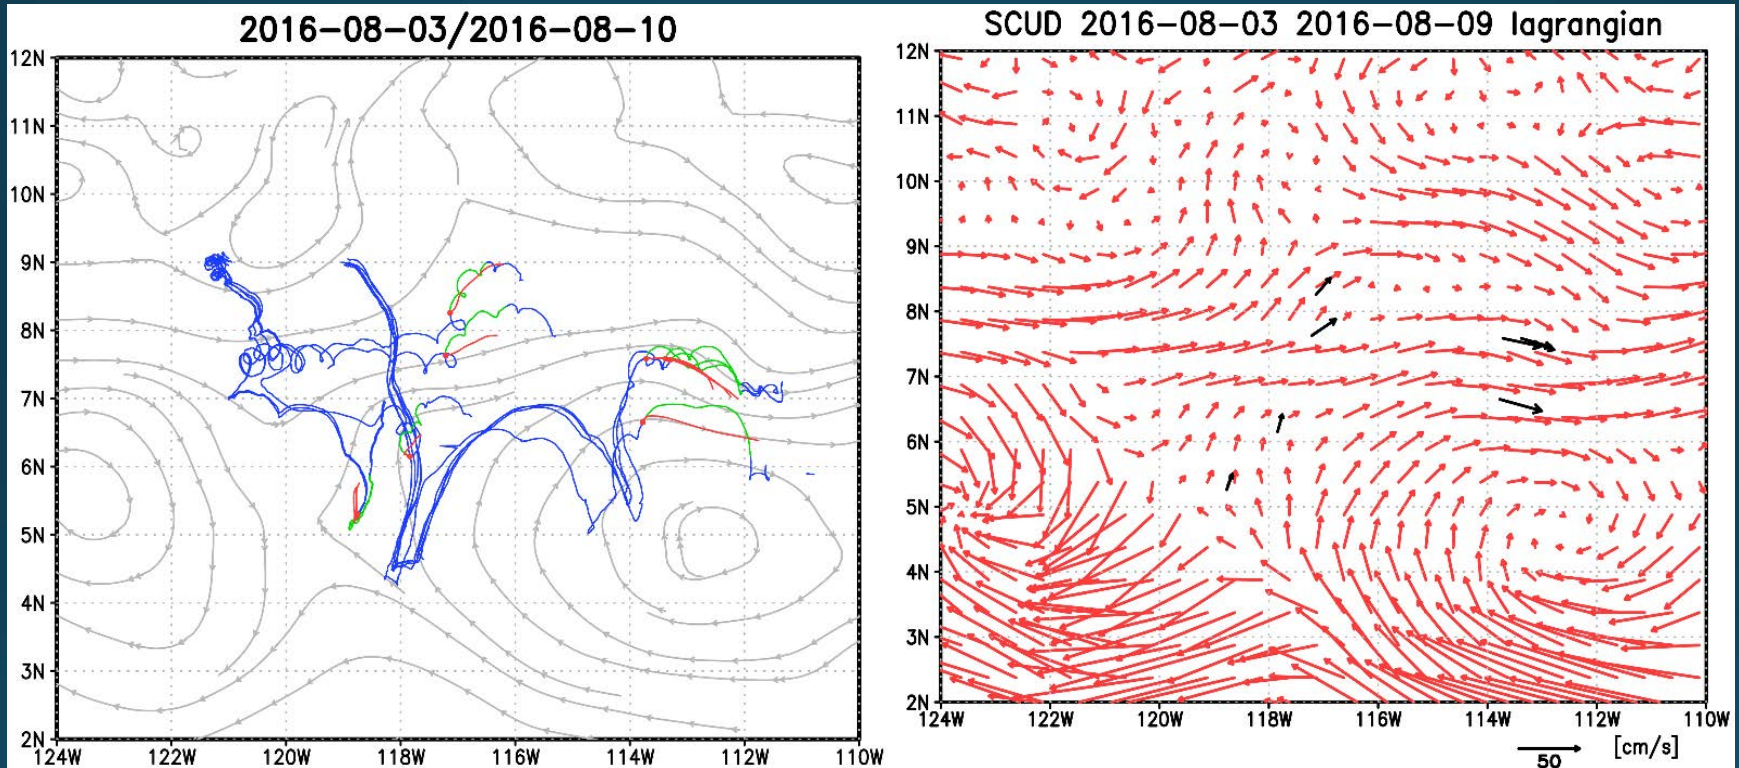 2016-08-03/2016-08-10
12N
11N
10N
9N
8N
7N
6N
5N
4N
3N
2N
124W 122W 120W 118W 116W 114W 112W 110W
SCUD 2016-08-03 2016-08-09 lagrangian
12N
11N
10N
9N
8N
7N
6N
5N
4N
3N
2N
124W 122W 120W 118W 116W 114W 112W 110W
50 [cm/s]